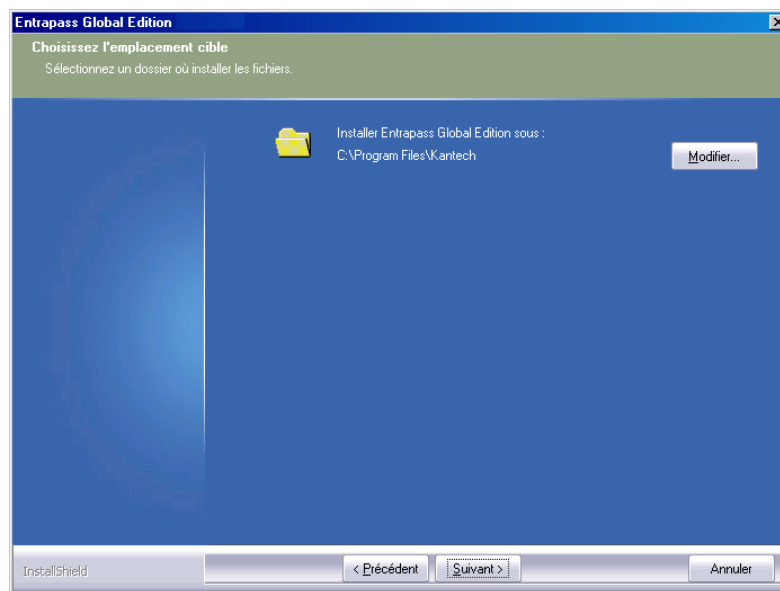 Entrapass Global Edition
Choisissez l'emplacement cible
Sélectionnez un dossier où installer les fichiers.
Installer Entrapass Global Edition sous :
C:\Program Files\Kantech
Modifier...
InstallShield
< Précédent
Suivant >
Annuler